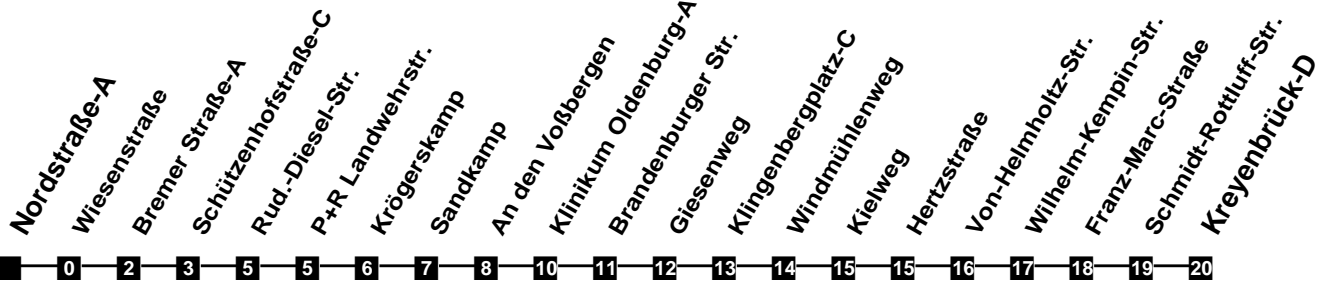 Nordstraße-A
Wiesenstraße
Bremer Straße-A
Schützenhofstraße-C
Rud.-Diesel-Str.
P+R Landwehrstr.
Krögerskamp
Sandkamp
An den Voßbergen
Klinikum Oldenburg-A
Brandenburger Str.
Giesenweg
Klingenbergplatz-C
Windmühlenweg
Kielweg
Hertzstraße
Von-Helmholtz-Str.
Wilhelm-Kempin-Str.
Franz-Marc-Straße
Schmidt-Rottluff-Str.
Kreyenbrück-D
0 2 3 5 5 6 7 8 10 11 12 13 14 15 15 16 17 18 19 20